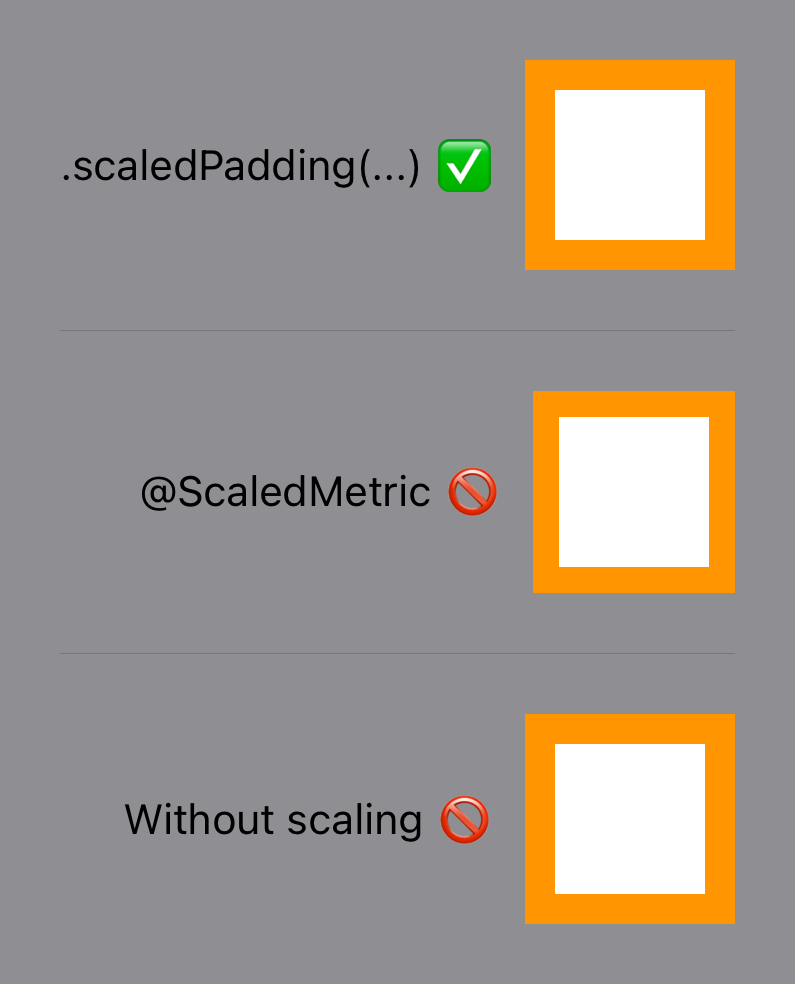 .scaledPadding(...) ✅
@ScaledMetric 🚫
Without scaling 🚫